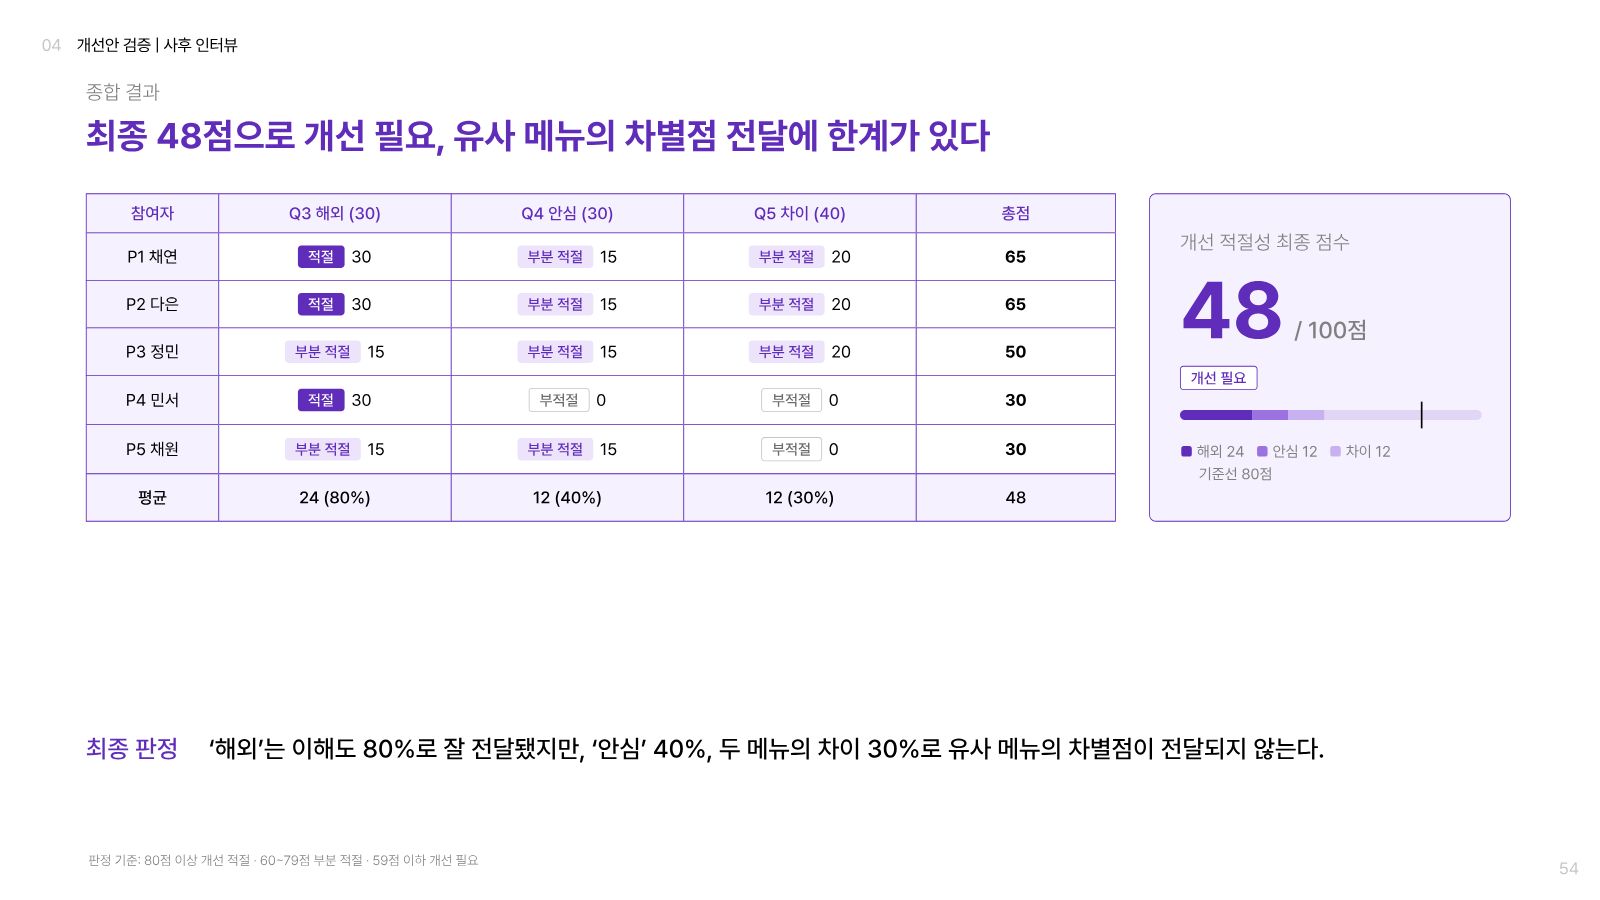 04 개선안 검증 | 사후 인터뷰
종합 결과
최종 48점으로 개선 필요, 유사 메뉴의 차별점 전달에 한계가 있다
참여자 Q3 해외 (30) Q4 안심 (30) Q5 차이 (40) 총점
P1 채연 적절 30 부분 적절 15 부분 적절 20 65
P2 다은 적절 30 부분 적절 15 부분 적절 20 65
P3 정민 부분 적절 15 부분 적절 15 부분 적절 20 50
P4 민서 적절 30 부적절 0 부적절 0 30
P5 채원 부분 적절 15 부분 적절 15 부적절 0 30
평균 24 (80%) 12 (40%) 12 (30%) 48
개선 적절성 최종 점수
48 / 100점
개선 필요
해외 24 안심 12 차이 12
기준선 80점
최종 판정 ‘해외’는 이해도 80%로 잘 전달됐지만, ‘안심’ 40%, 두 메뉴의 차이 30%로 유사 메뉴의 차별점이 전달되지 않는다.
판정 기준: 80점 이상 개선 적절 · 60~79점 부분 적절 · 59점 이하 개선 필요
54